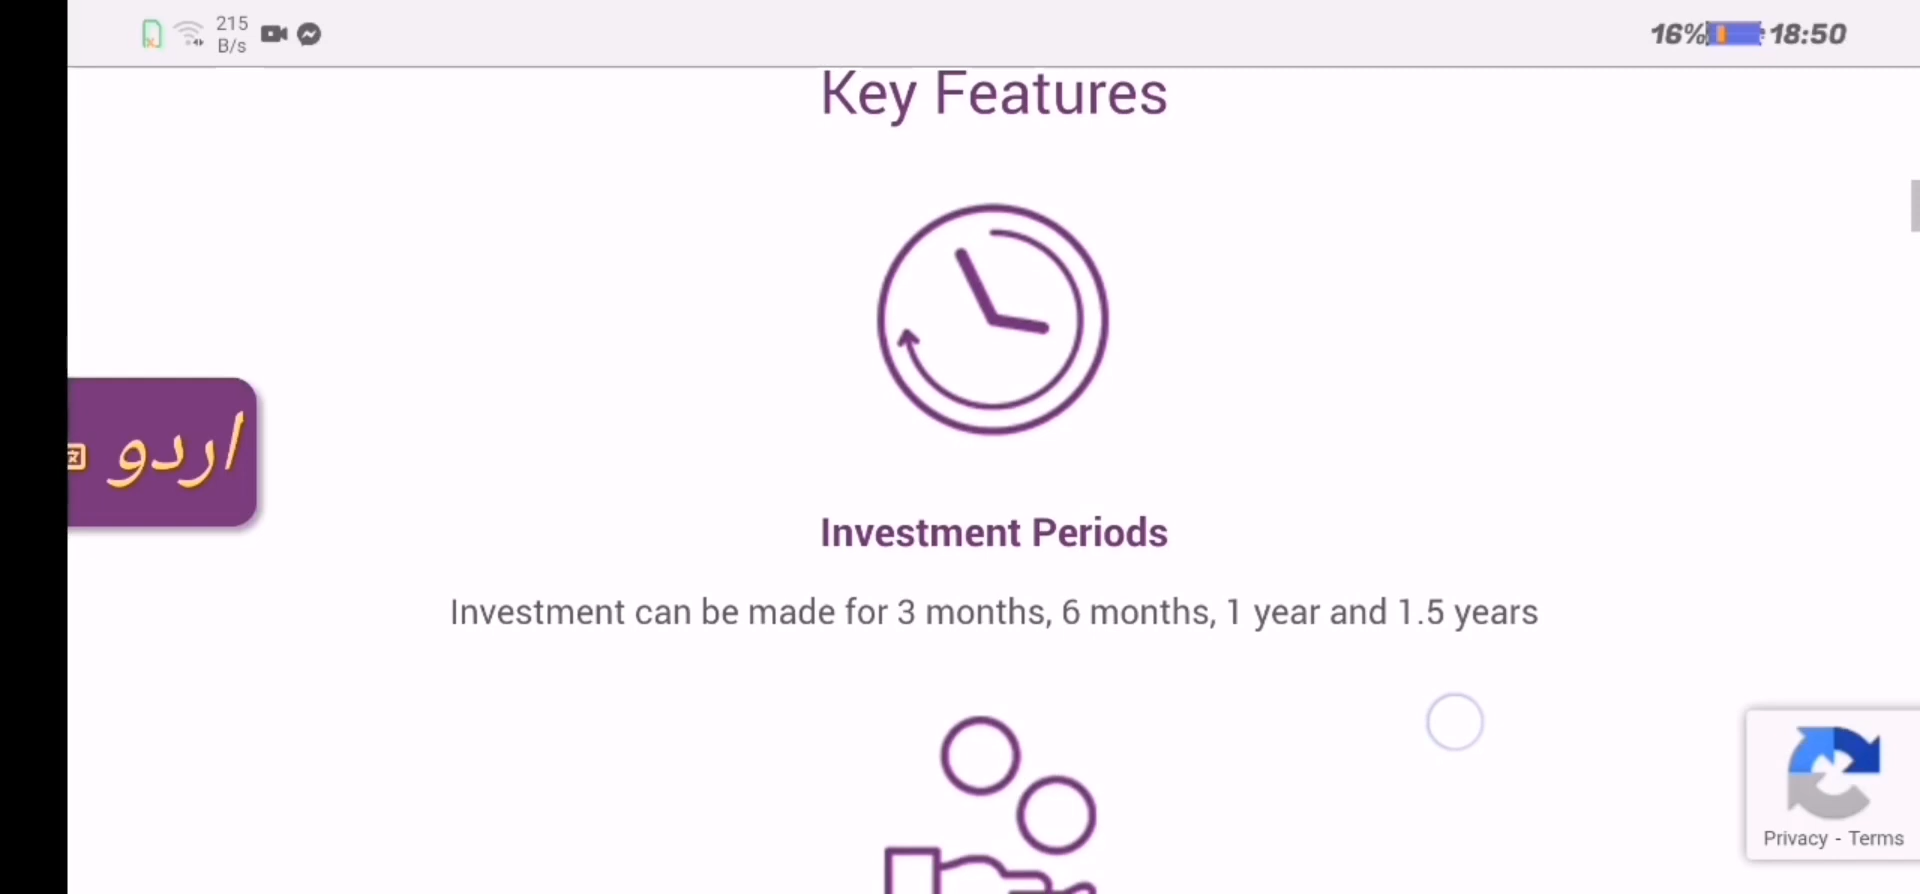 215
B/s
16% 18:50
Key Features
اردو
Investment Periods
Investment can be made for 3 months, 6 months, 1 year and 1.5 years
Privacy - Terms